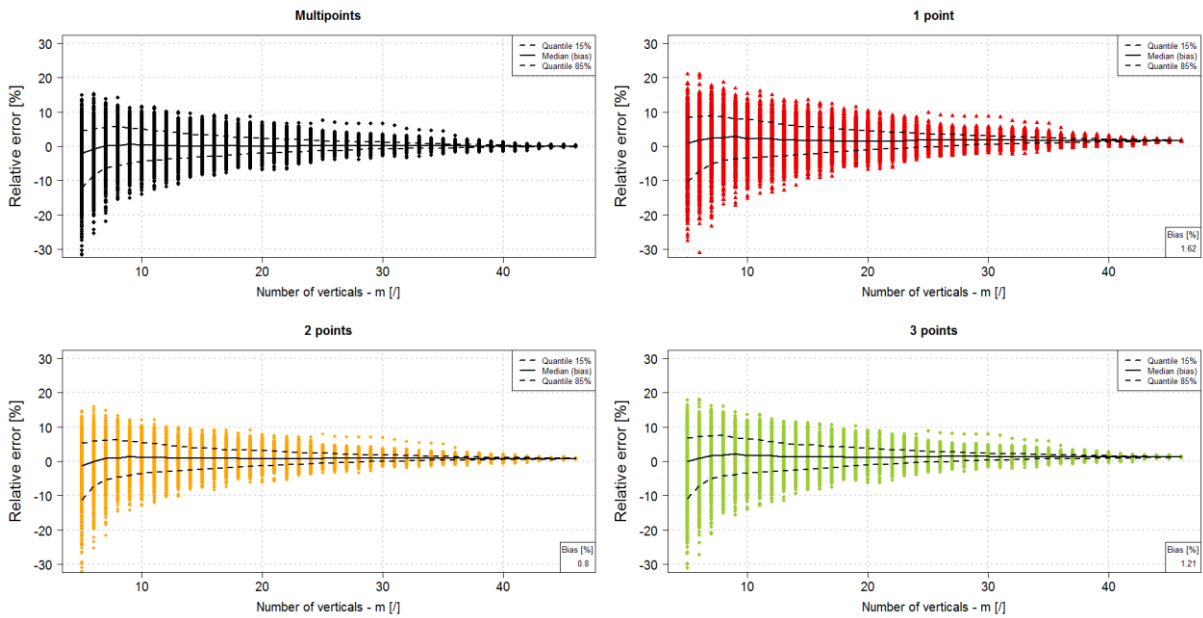 Multipoints
30
20
10
0
-10
-20
-30
Relative error [%]
Quantile 15%
Median (bias)
Quantile 85%
10 20 30 40
Number of verticals - m [/]
1 point
30
20
10
0
-10
-20
-30
Relative error [%]
Quantile 15%
Median (bias)
Quantile 85%
Bias [%]
1.62
10 20 30 40
Number of verticals - m [/]
2 points
30
20
10
0
-10
-20
-30
Relative error [%]
Quantile 15%
Median (bias)
Quantile 85%
Bias [%]
0.8
10 20 30 40
Number of verticals - m [/]
3 points
30
20
10
0
-10
-20
-30
Relative error [%]
Quantile 15%
Median (bias)
Quantile 85%
Bias [%]
1.21
10 20 30 40
Number of verticals - m [/]